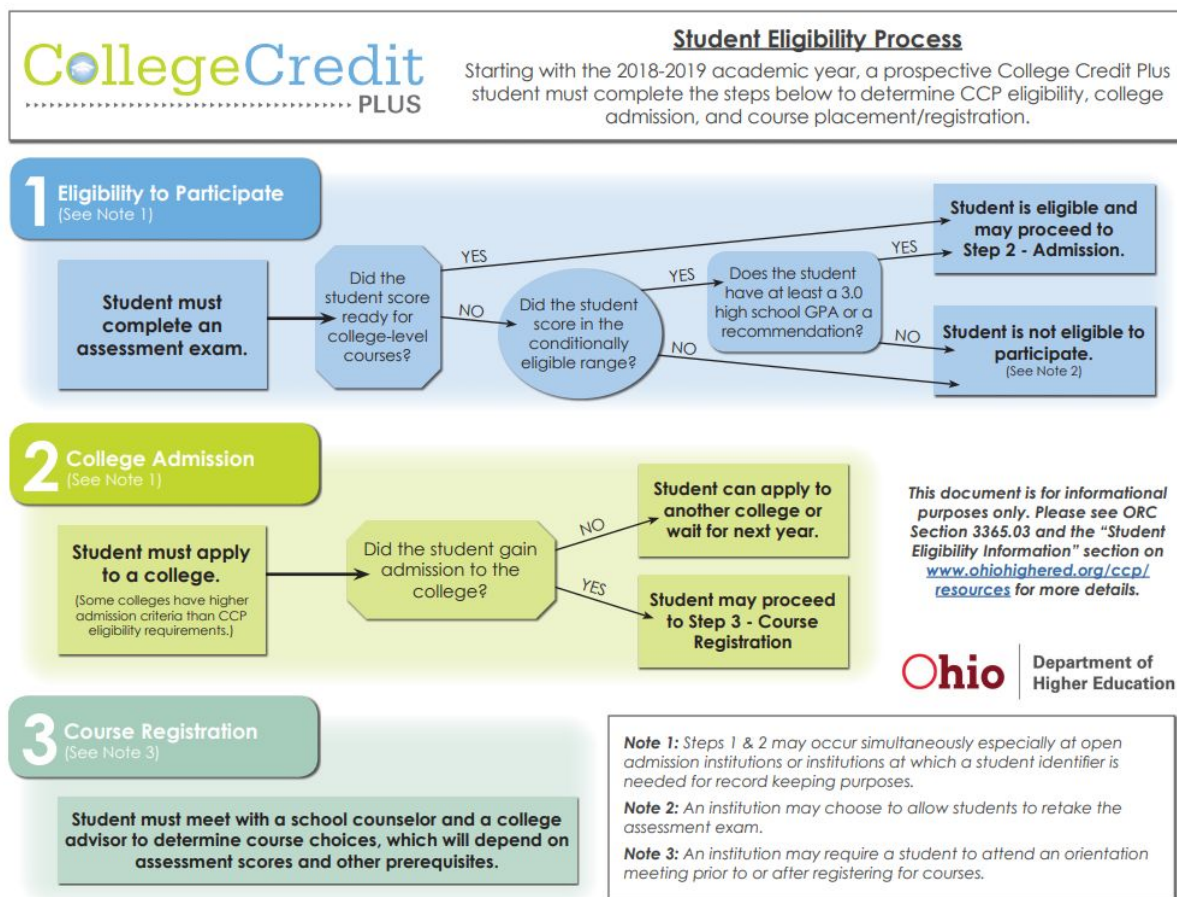 CollegeCredit
PLUS
Student Eligibility Process
Starting with the 2018-2019 academic year, a prospective College Credit Plus
student must complete the steps below to determine CCP eligibility, college
admission, and course placement/registration.
1 Eligibility to Participate
(See Note 1)
Student must
complete an
assessment exam.
Did the
student score
ready for
college-level
courses?
YES
NO
Did the student
score in the
conditionally
eligible range?
YES
NO
Does the student
have at least a 3.0
high school GPA or a
recommendation?
YES
NO
Student is eligible and
may proceed to
Step 2 - Admission.
Student is not eligible to
participate.
(See Note 2)
2 College Admission
(See Note 1)
Student must apply
to a college.
(Some colleges have higher
admission criteria than CCP
eligibility requirements.)
Did the student gain
admission to the
college?
NO
YES
Student can apply to
another college or
wait for next year.
Student may proceed
to Step 3 - Course
Registration
This document is for informational
purposes only. Please see ORC
Section 3365.03 and the “Student
Eligibility Information” section on
www.ohiohighered.org/ccp/
resources for more details.
Ohio
Department of
Higher Education
3 Course Registration
(See Note 3)
Student must meet with a school counselor and a college
advisor to determine course choices, which will depend on
assessment scores and other prerequisites.
Note 1: Steps 1 & 2 may occur simultaneously especially at open
admission institutions or institutions at which a student identifier is
needed for record keeping purposes.
Note 2: An institution may choose to allow students to retake the
assessment exam.
Note 3: An institution may require a student to attend an orientation
meeting prior to or after registering for courses.